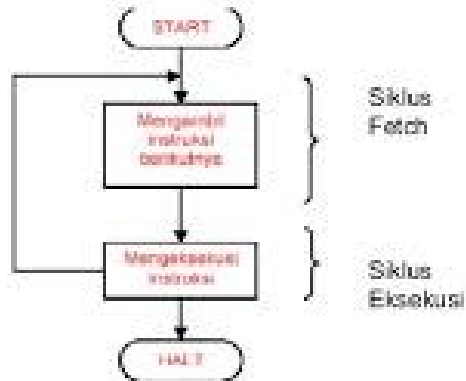 START
Mengambil
instruksi
berikutnya
Siklus
Fetch
Mengeksekusi
instruksi
Siklus
Eksekusi
HALT